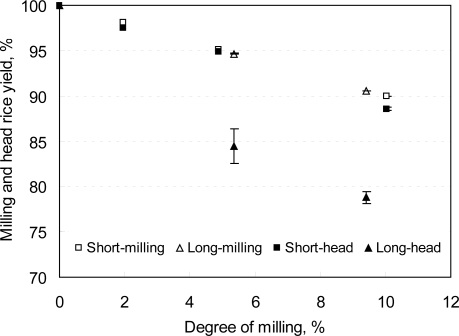 Milling and head rice yield, %
100
95
90
85
80
75
70
Short-milling Long-milling Short-head Long-head
0 2 4 6 8 10 12
Degree of milling, %